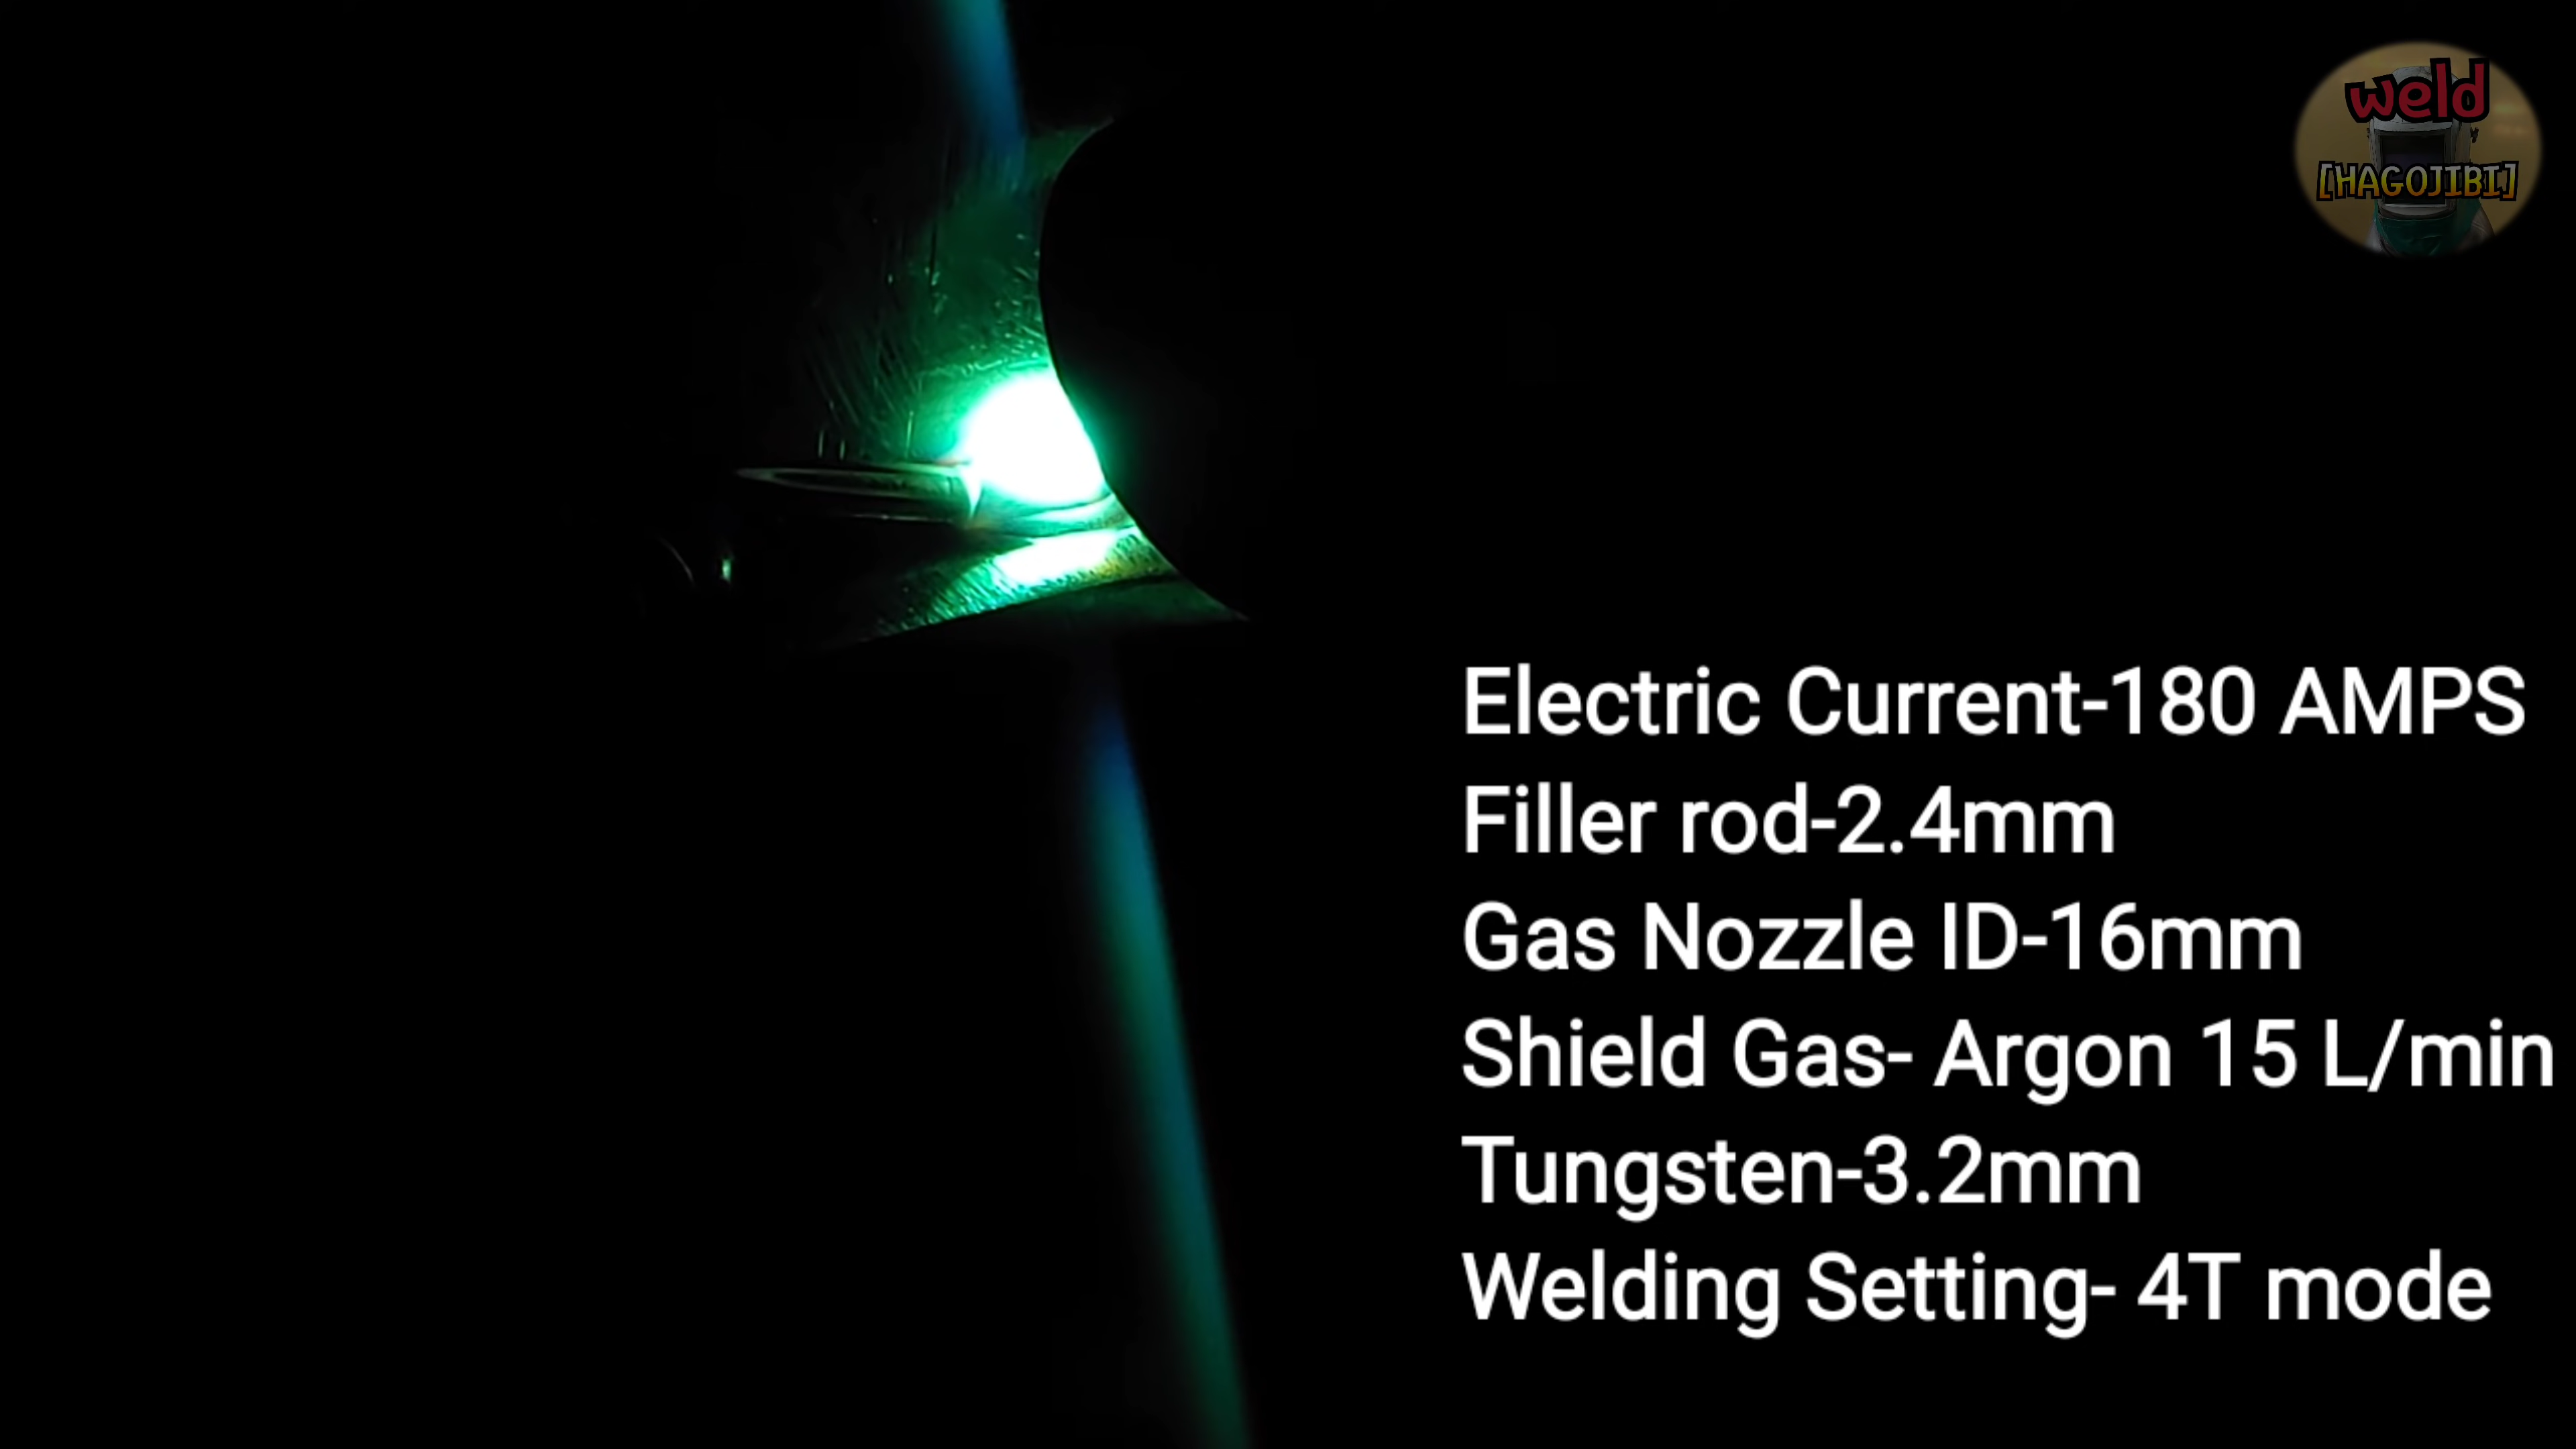 weld
[HAGOJIBI]
Electric Current-180 AMPS
Filler rod-2.4mm
Gas Nozzle ID-16mm
Shield Gas- Argon 15 L/min
Tungsten-3.2mm
Welding Setting- 4T mode